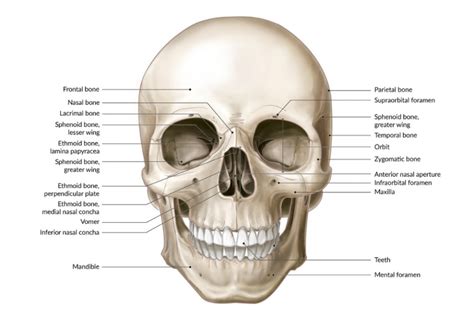 Frontal bone
Nasal bone
Lacrimal bone
Sphenoid bone,
lesser wing
Ethmoid bone,
lamina papyracea
Sphenoid bone,
greater wing
Ethmoid bone,
perpendicular plate
Ethmoid bone,
medial nasal concha
Vomer
Inferior nasal concha
Mandible
Parietal bone
Supraorbital foramen
Sphenoid bone,
greater wing
Temporal bone
Orbit
Zygomatic bone
Anterior nasal aperture
Infraorbital foramen
Maxilla
Teeth
Mental foramen